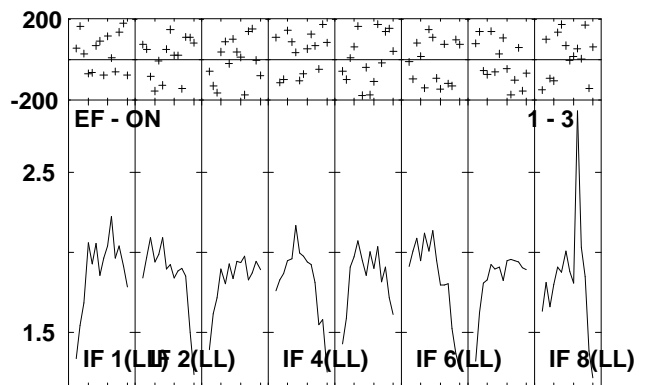 200
-200
EF - ON 1 - 3
2.5
1.5
IF 1(LL) IF 2(LL) IF 4(LL) IF 6(LL) IF 8(LL)